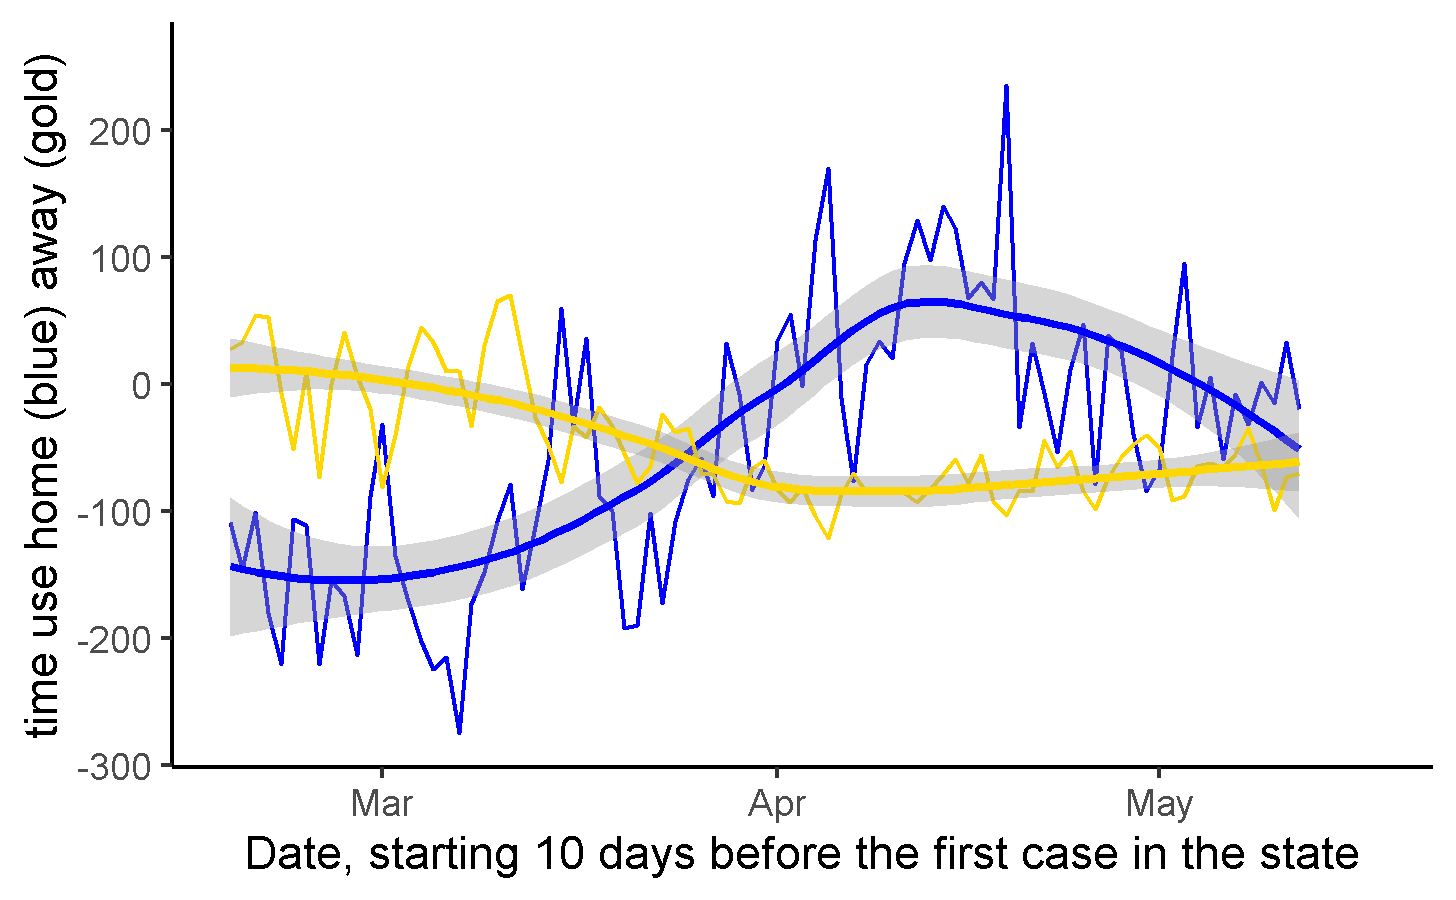 time use home (blue) away (gold)
200
100
0
-100
-200
-300
Mar Apr May
Date, starting 10 days before the first case in the state